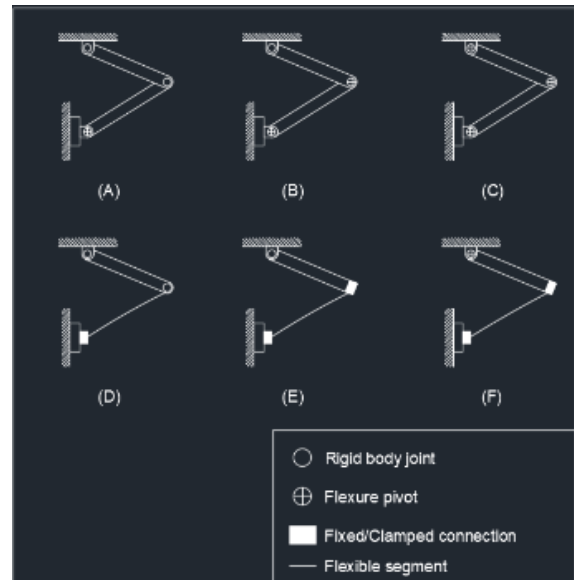 (A)
(B)
(C)
(D)
(E)
(F)
Rigid body joint
Flexure pivot
Fixed/Clamped connection
Flexible segment